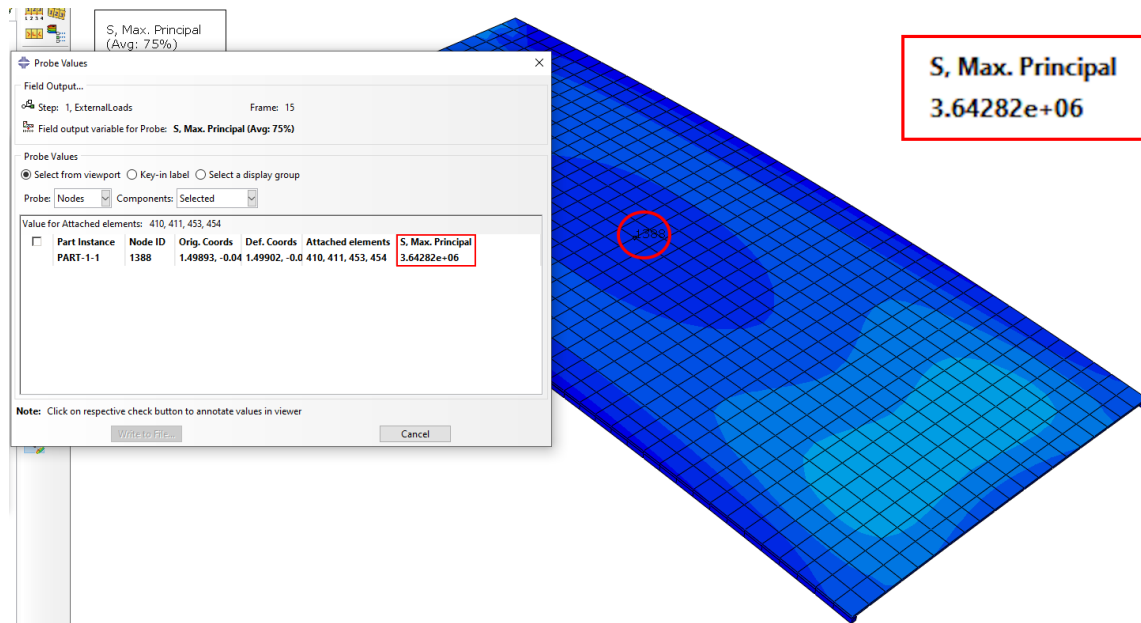 1 2 3 4
S, Max. Principal
(Avg: 75%)
Probe Values
Field Output...
Step: 1, ExternalLoads Frame: 15
Field output variable for Probe: S, Max. Principal (Avg: 75%)
Probe Values
Select from viewport Key-in label Select a display group
Probe: Nodes Components: Selected
Value for Attached elements: 410, 411, 453, 454
Part Instance Node ID Orig. Coords Def. Coords Attached elements S, Max. Principal
PART-1-1 1388 1.49893, -0.04 1.49902, -0.0 410, 411, 453, 454 3.64282e+06
Note: Click on respective check button to annotate values in viewer
Write to File... Cancel
1388
S, Max. Principal
3.64282e+06